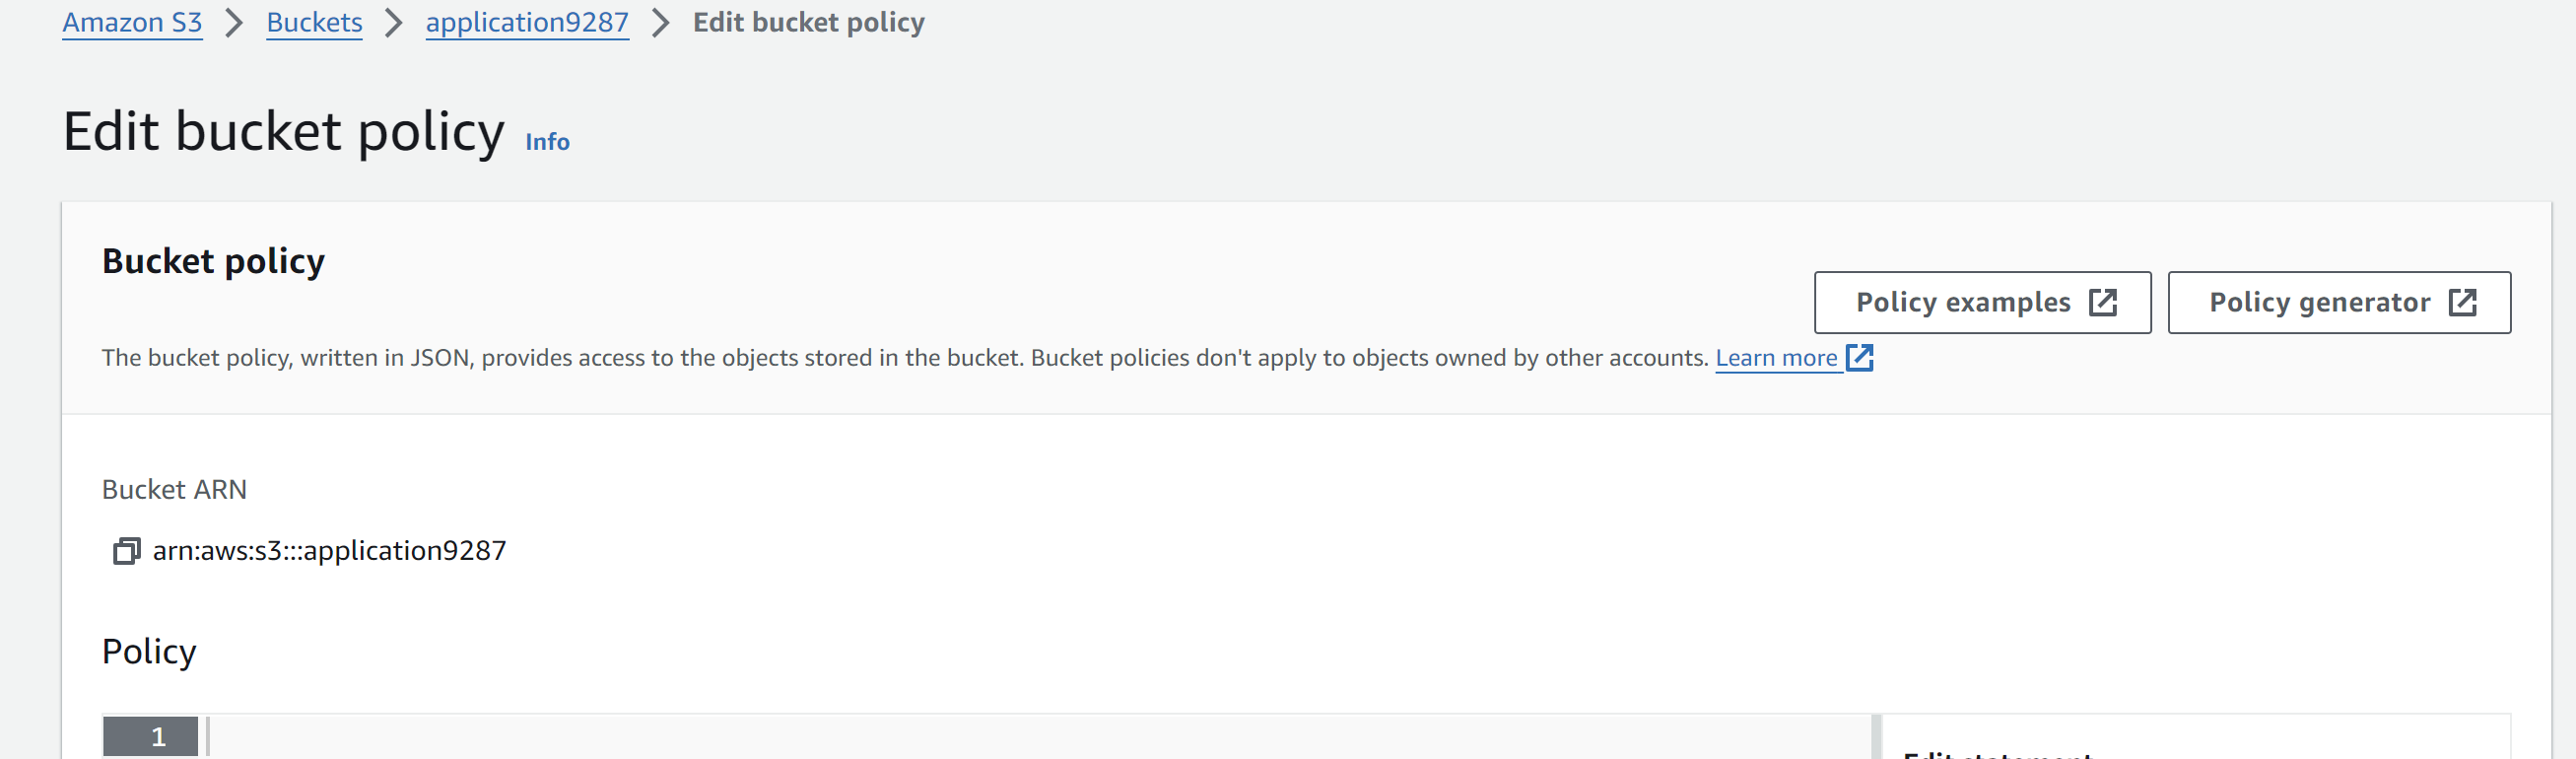 Amazon S3 > Buckets > application9287 > Edit bucket policy
Edit bucket policy Info
Bucket policy
Policy examples
Policy generator
The bucket policy, written in JSON, provides access to the objects stored in the bucket. Bucket policies don't apply to objects owned by other accounts. Learn more
Bucket ARN
arn:aws:s3:::application9287
Policy
1
Edit statement